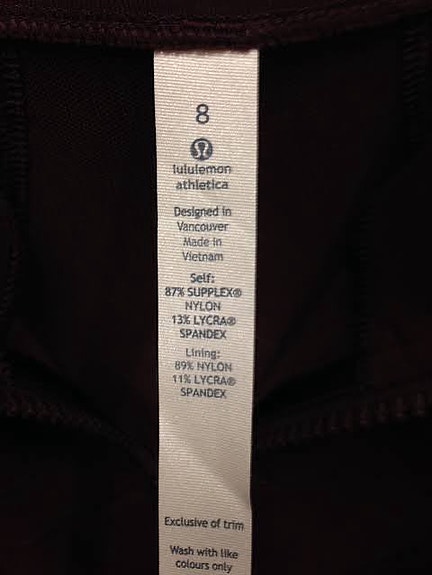 8
lululemon
athletica
Designed in
Vancouver
Made in
Vietnam
Self:
87% SUPPLEX®
NYLON
13% LYCRA®
SPANDEX
Lining:
89% NYLON
11% LYCRA®
SPANDEX
Exclusive of trim
Wash with like
colours only